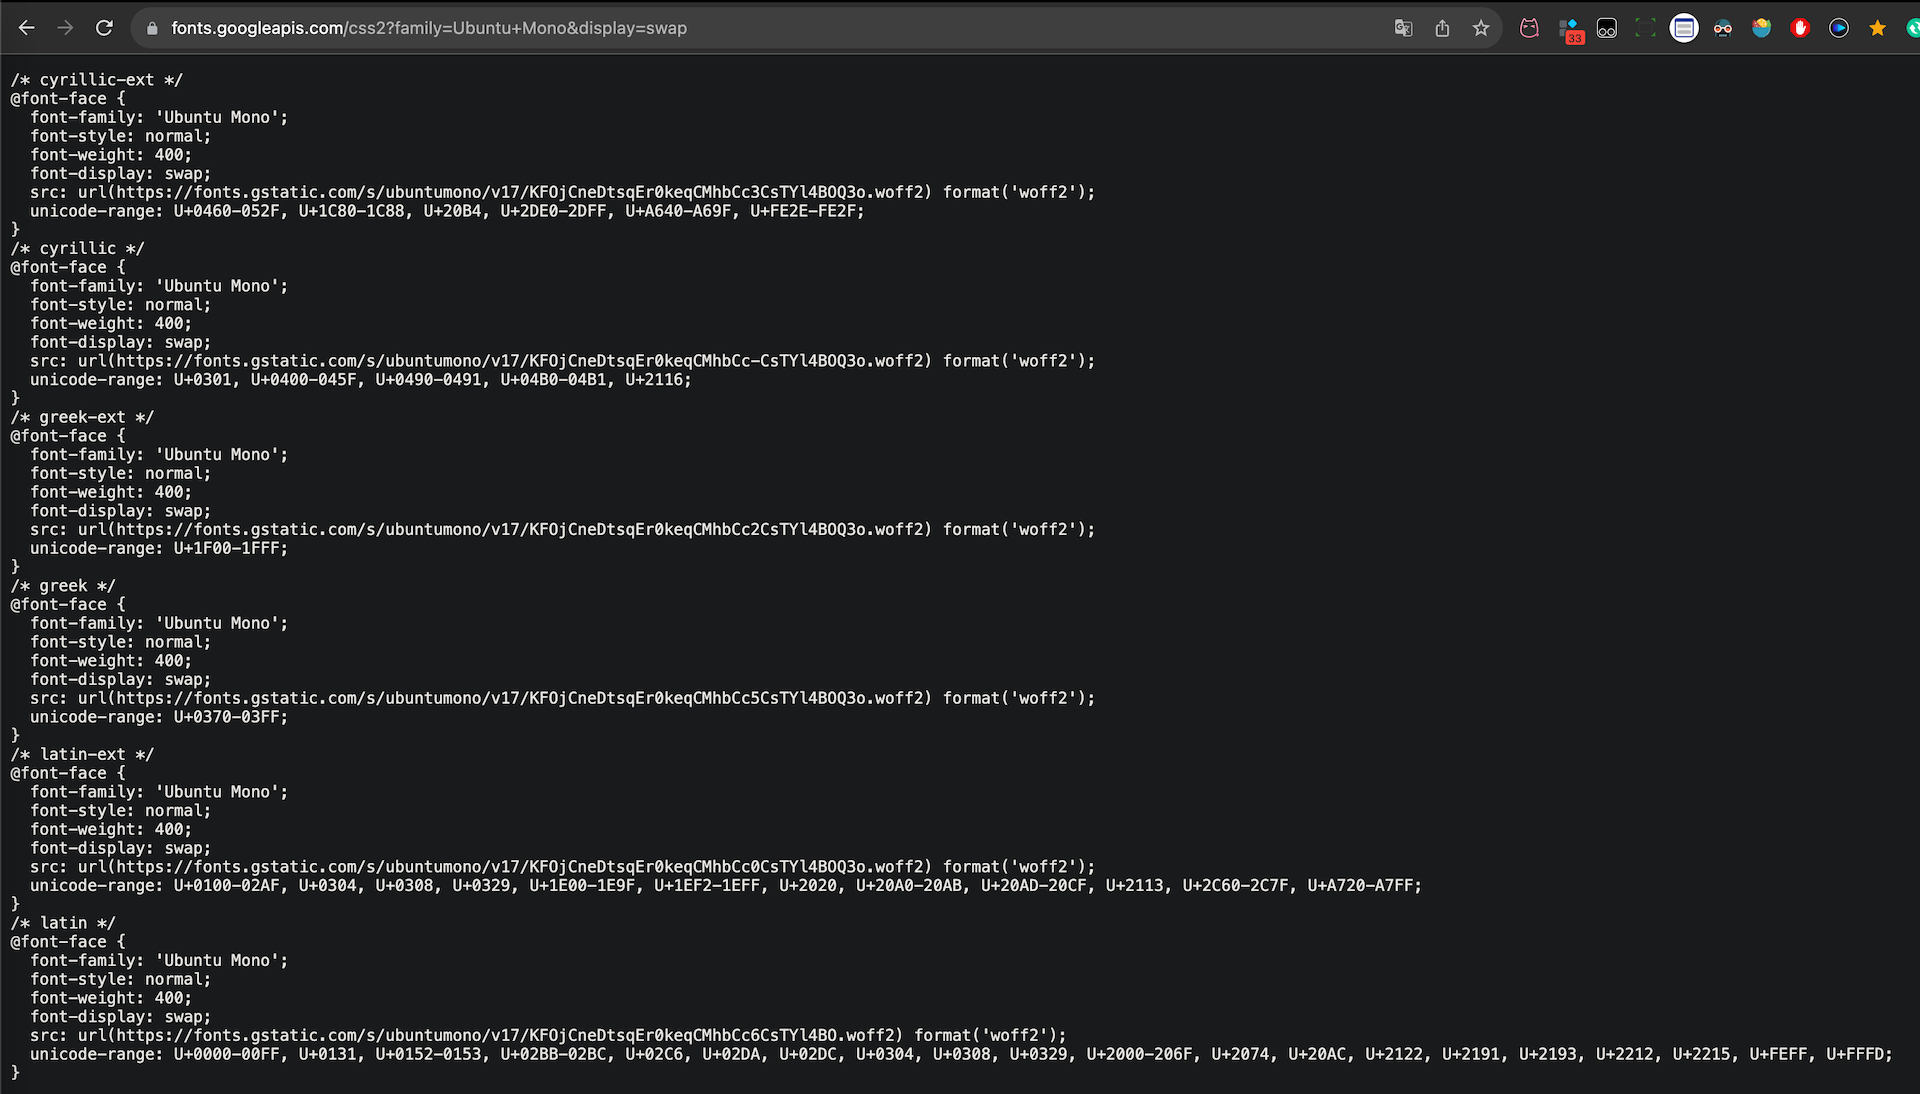 fonts.googleapis.com/css2?family=Ubuntu+Mono&display=swap
33
/* cyrillic-ext */
@font-face {
  font-family: 'Ubuntu Mono';
  font-style: normal;
  font-weight: 400;
  font-display: swap;
  src: url(https://fonts.gstatic.com/s/ubuntumono/v17/KFOjCneDtsqEr0keqCMhbCc3CsTYl4BOQ3o.woff2) format('woff2');
  unicode-range: U+0460-052F, U+1C80-1C88, U+20B4, U+2DE0-2DFF, U+A640-A69F, U+FE2E-FE2F;
}
/* cyrillic */
@font-face {
  font-family: 'Ubuntu Mono';
  font-style: normal;
  font-weight: 400;
  font-display: swap;
  src: url(https://fonts.gstatic.com/s/ubuntumono/v17/KFOjCneDtsqEr0keqCMhbCc-CsTYl4BOQ3o.woff2) format('woff2');
  unicode-range: U+0301, U+0400-045F, U+0490-0491, U+04B0-04B1, U+2116;
}
/* greek-ext */
@font-face {
  font-family: 'Ubuntu Mono';
  font-style: normal;
  font-weight: 400;
  font-display: swap;
  src: url(https://fonts.gstatic.com/s/ubuntumono/v17/KFOjCneDtsqEr0keqCMhbCc2CsTYl4BOQ3o.woff2) format('woff2');
  unicode-range: U+1F00-1FFF;
}
/* greek */
@font-face {
  font-family: 'Ubuntu Mono';
  font-style: normal;
  font-weight: 400;
  font-display: swap;
  src: url(https://fonts.gstatic.com/s/ubuntumono/v17/KFOjCneDtsqEr0keqCMhbCc5CsTYl4BOQ3o.woff2) format('woff2');
  unicode-range: U+0370-03FF;
}
/* latin-ext */
@font-face {
  font-family: 'Ubuntu Mono';
  font-style: normal;
  font-weight: 400;
  font-display: swap;
  src: url(https://fonts.gstatic.com/s/ubuntumono/v17/KFOjCneDtsqEr0keqCMhbCc0CsTYl4BOQ3o.woff2) format('woff2');
  unicode-range: U+0100-02AF, U+0304, U+0308, U+0329, U+1E00-1E9F, U+1EF2-1EFF, U+2020, U+20A0-20AB, U+20AD-20CF, U+2113, U+2C60-2C7F, U+A720-A7FF;
}
/* latin */
@font-face {
  font-family: 'Ubuntu Mono';
  font-style: normal;
  font-weight: 400;
  font-display: swap;
  src: url(https://fonts.gstatic.com/s/ubuntumono/v17/KFOjCneDtsqEr0keqCMhbCc6CsTYl4BO.woff2) format('woff2');
  unicode-range: U+0000-00FF, U+0131, U+0152-0153, U+02BB-02BC, U+02C6, U+02DA, U+02DC, U+0304, U+0308, U+0329, U+2000-206F, U+2074, U+20AC, U+2122, U+2191, U+2193, U+2212, U+2215, U+FEFF, U+FFFD;
}